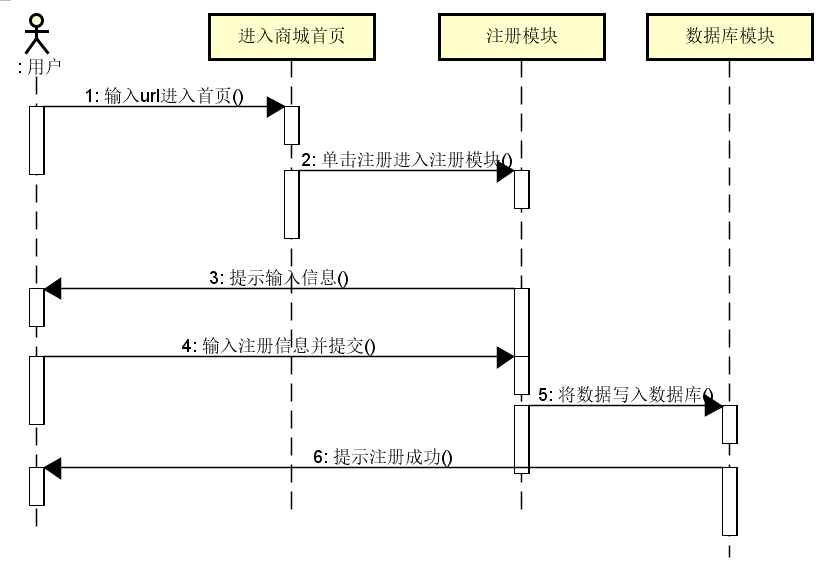 进入商城首页
注册模块
数据库模块
: 用户
1: 输入url进入首页()
2: 单击注册进入注册模块()
3: 提示输入信息()
4: 输入注册信息并提交()
5: 将数据写入数据库()
6: 提示注册成功()